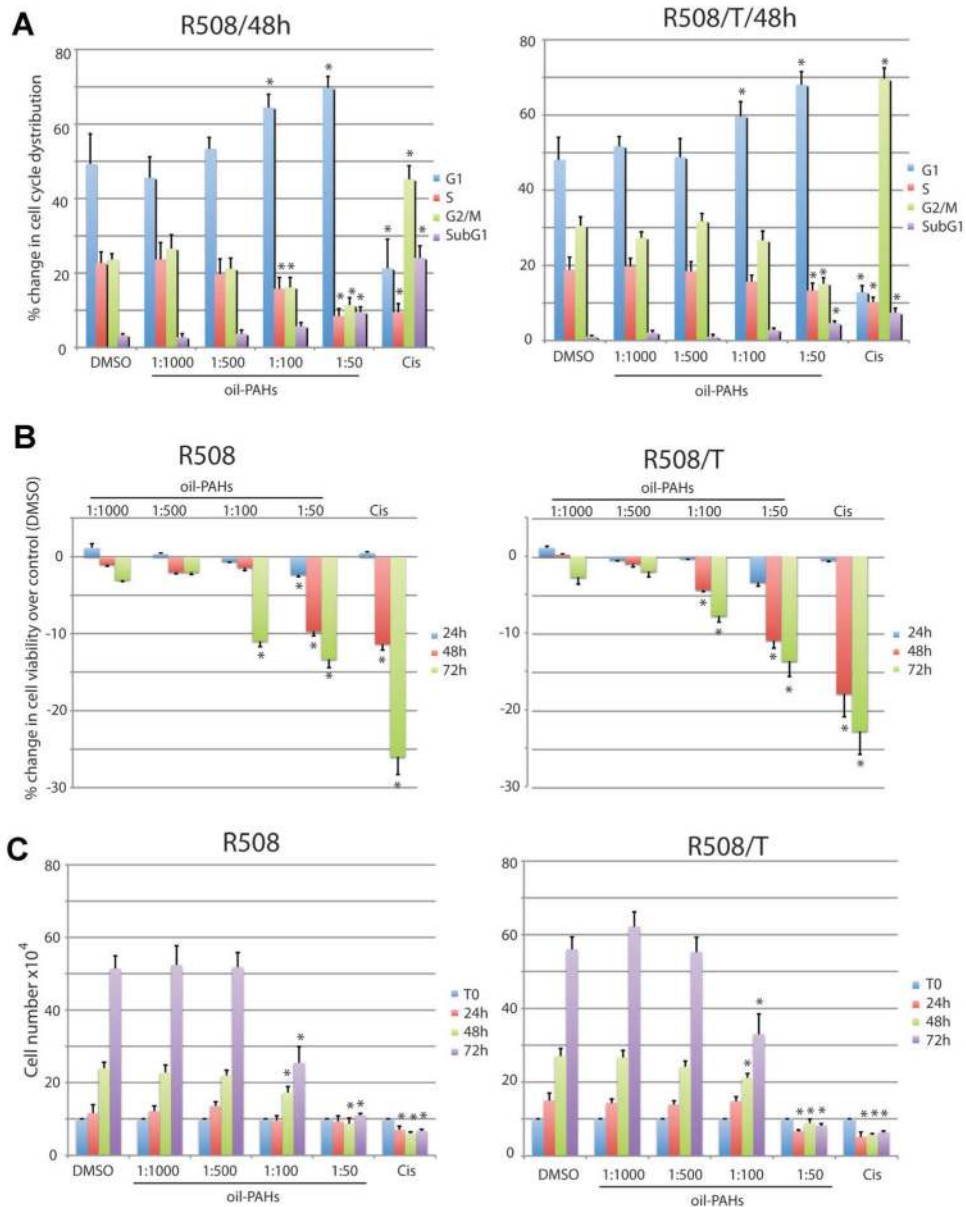 A
R508/48h
R508/T/48h
% change in cell cycle dystribution
80
60
40
20
0
* * * * * * * * * * * *
G1
S
G2/M
SubG1
DMSO 1:1000 1:500 1:100 1:50 Cis
oil-PAHs
80
60
40
20
0
* * * * * * * * *
G1
S
G2/M
SubG1
DMSO 1:1000 1:500 1:100 1:50 Cis
oil-PAHs
B
R508
R508/T
% change in cell viability over control (DMSO)
oil-PAHs
1:1000 1:500 1:100 1:50 Cis
0
-10
-20
-30
* * * * * *
24h
48h
72h
oil-PAHs
1:1000 1:500 1:100 1:50 Cis
0
-10
-20
-30
* * * * * *
24h
48h
72h
C
R508
R508/T
Cell number x10⁴
80
60
40
20
0
* * * * * * *
T0
24h
48h
72h
DMSO 1:1000 1:500 1:100 1:50 Cis
oil-PAHs
80
60
40
20
0
* * * * * * * *
T0
24h
48h
72h
DMSO 1:1000 1:500 1:100 1:50 Cis
oil-PAHs